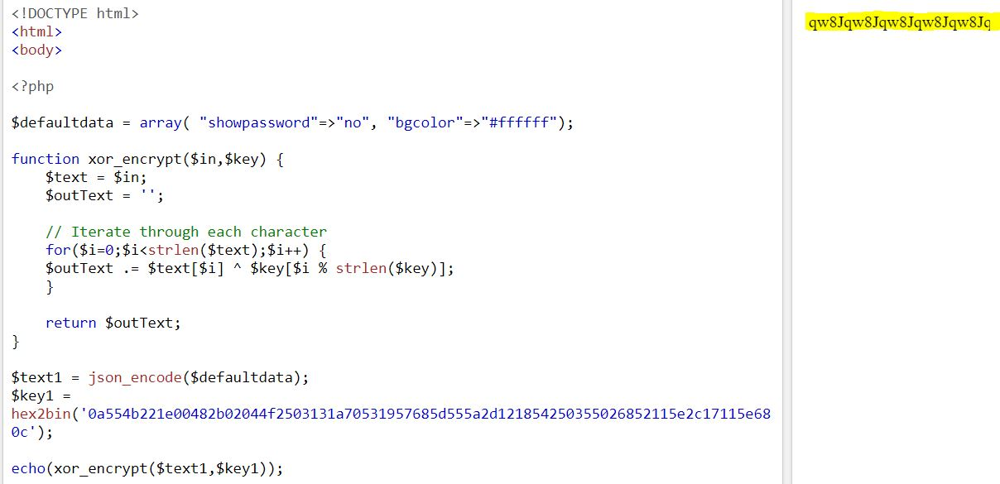 <!DOCTYPE html>
<html>
<body>
<?php
$defaultdata = array( "showpassword"=>"no", "bgcolor"=>"#ffffff");
function xor_encrypt($in,$key) {
$text = $in;
$outText = '';
// Iterate through each character
for($i=0;$i<strlen($text);$i++) {
$outText .= $text[$i] ^ $key[$i % strlen($key)];
}
return $outText;
}
$text1 = json_encode($defaultdata);
$key1 =
hex2bin('0a554b221e00482b02044f2503131a70531957685d555a2d121854250355026852115e2c17115e68
0c');
echo(xor_encrypt($text1,$key1));
qw8Jqw8Jqw8Jqw8Jqw8Jq